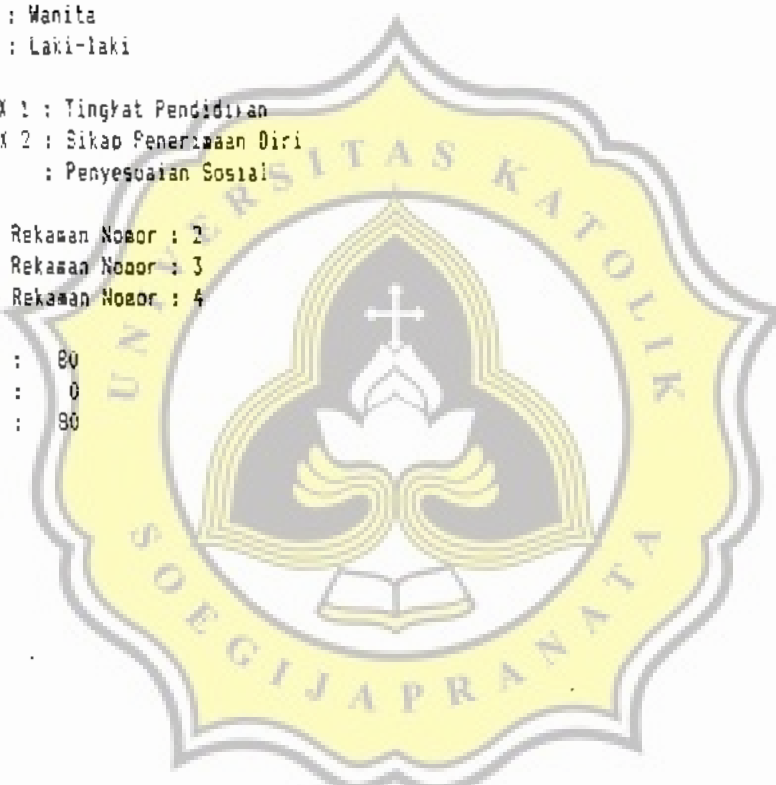 : Wanita
: Laki-laki
X 1 : Tingkat Pendidikan
X 2 : Sikap Penerimaan Diri
: Penyesuaian Sosial
Rekaman Nomor : 2
Rekaman Nomor : 3
Rekaman Nomor : 4
: 80
: 0
: 80
UNIVERSITAS KATOLIK
SOEGIJAPRANATA